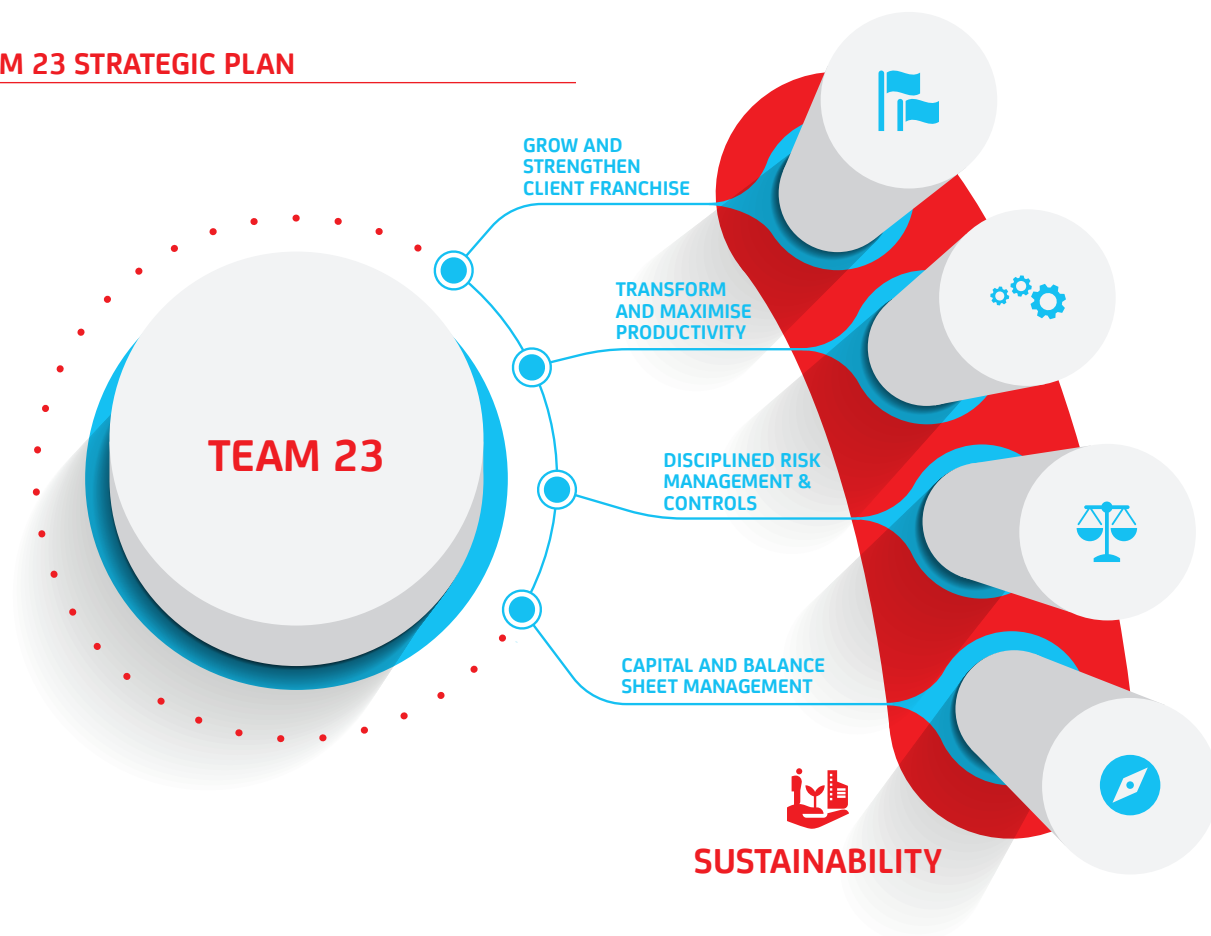 M 23 STRATEGIC PLAN
GROW AND
STRENGTHEN
CLIENT FRANCHISE
TRANSFORM
AND MAXIMISE
PRODUCTIVITY
TEAM 23
DISCIPLINED RISK
MANAGEMENT &
CONTROLS
CAPITAL AND BALANCE
SHEET MANAGEMENT
SUSTAINABILITY